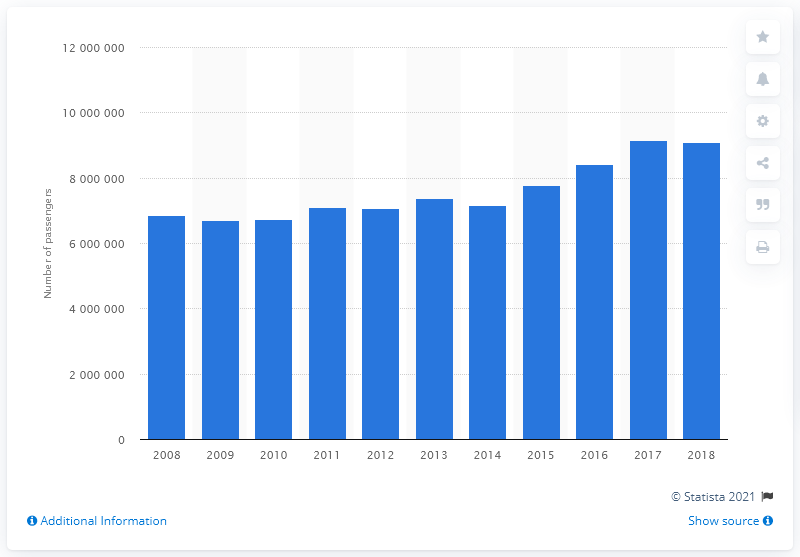 12 000 000
10 000 000
8 000 000
6 000 000
4 000 000
2 000 000
0
Number of passengers
2008 2009 2010 2011 2012 2013 2014 2015 2016 2017 2018
© Statista 2021
Additional Information
Show source